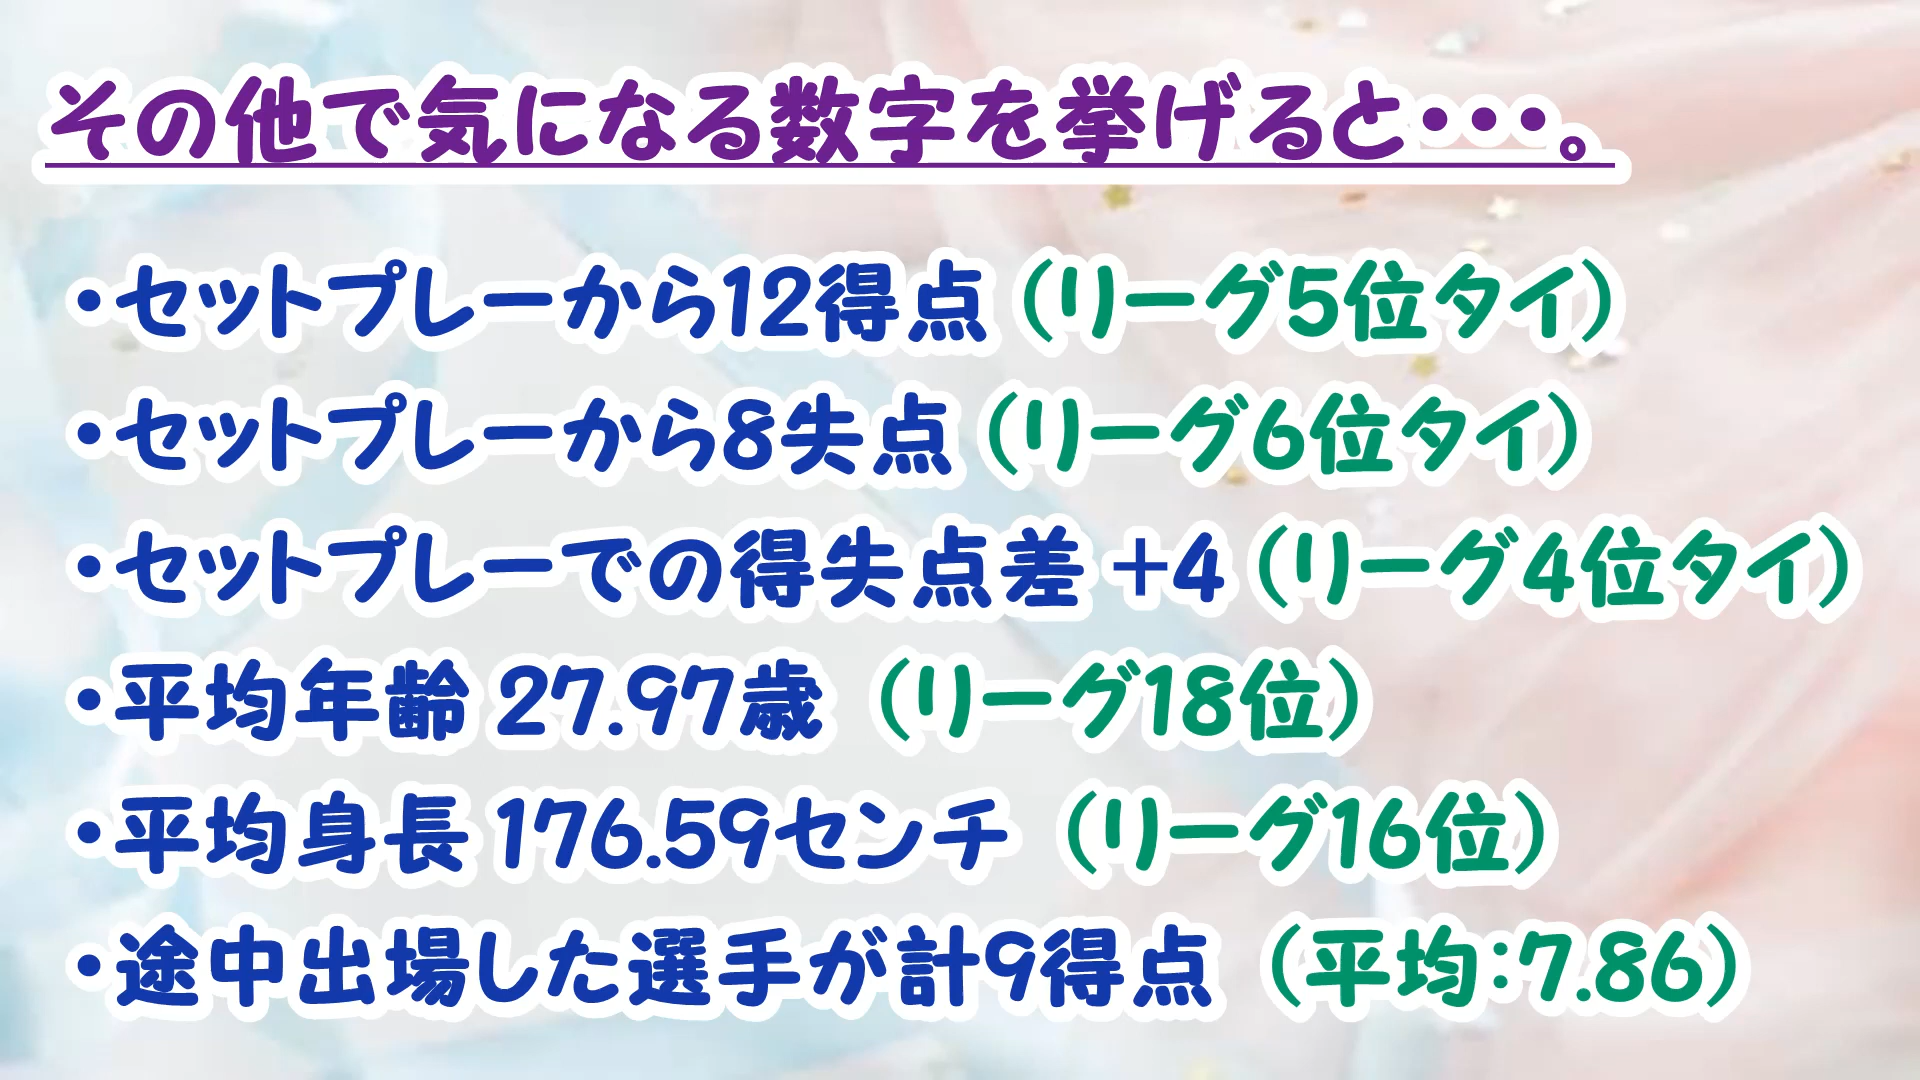 その他で気になる数字を挙げると・・・。
・セットプレーから12得点（リーグ5位タイ）
・セットプレーから8失点（リーグ6位タイ）
・セットプレーでの得失点差 +4（リーグ4位タイ）
・平均年齢 27.97歳（リーグ18位）
・平均身長 176.59センチ（リーグ16位）
・途中出場した選手が計9得点（平均：7.86）